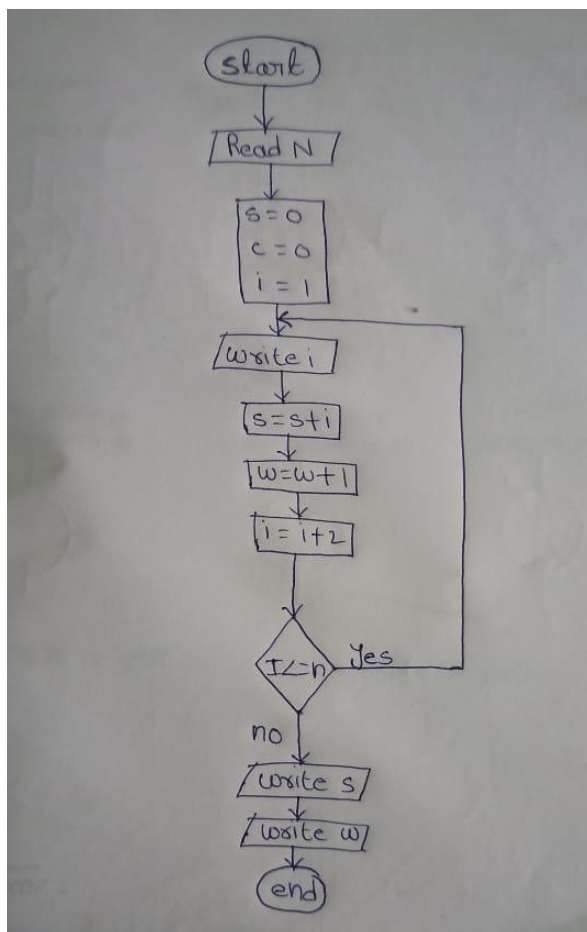 start
Read N
s=0
c=0
i = 1
write i
s=s+i
w=w+1
i = i+2
I<=n
Yes
no
write s
write w
end